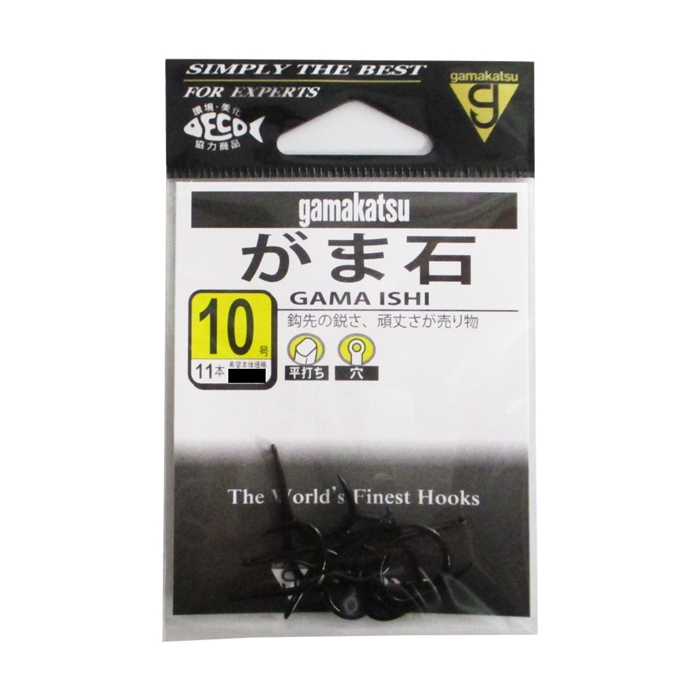 SIMPLY THE BEST
FOR EXPERTS
gamakatsu
g
環境・美化
ECO
協力商品
gamakatsu
がま石
GAMA ISHI
鈎先の鋭さ、頑丈さが売り物
10号
11本 希望本体価格
平打ち 穴
The World's Finest Hooks